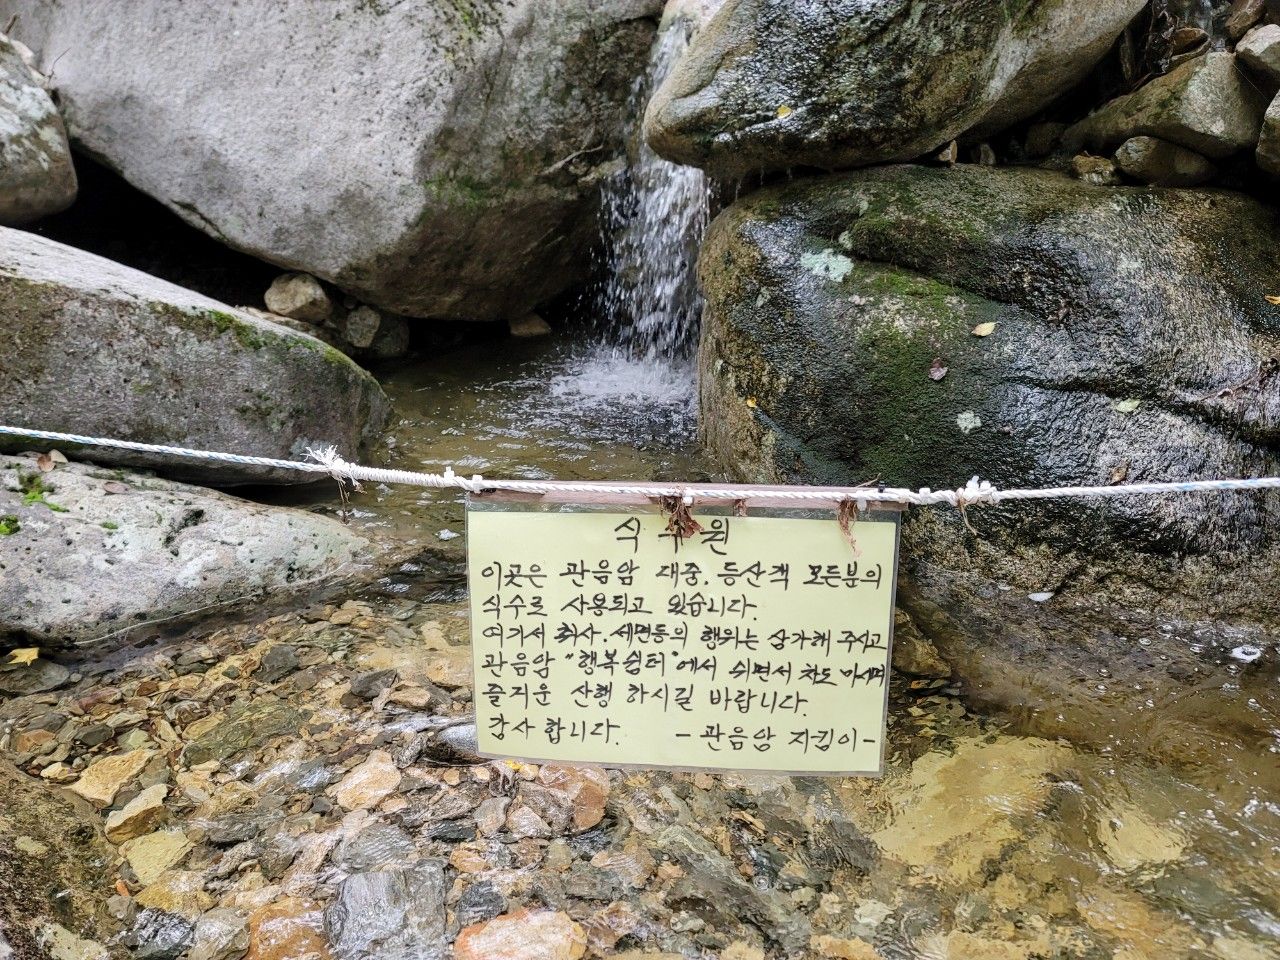 식수원
이곳은 관음암 대중. 등산객 모든분의
식수로 사용되고 있습니다.
여기서 취사. 세면등의 행위는 삼가해 주시고
관음암 "행복쉼터"에서 쉬면서 차도 마시며
즐거운 산행 하시길 바랍니다.
감사합니다. -관음암 지킴이-